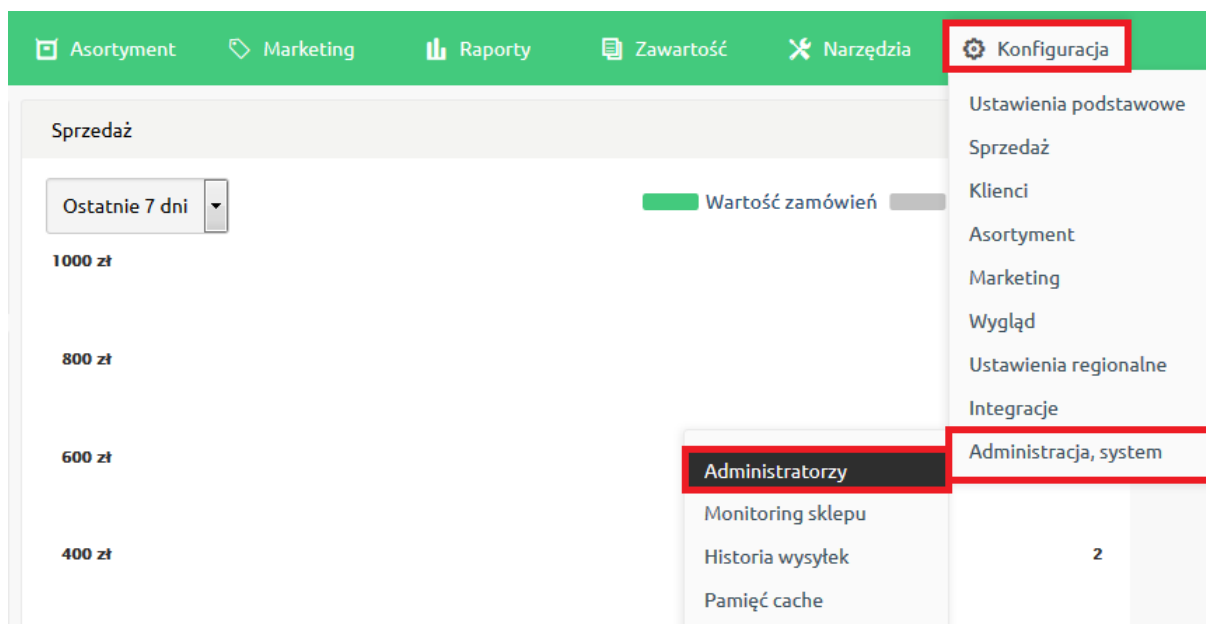 Asortyment Marketing Raporty Zawartość Narzędzia Konfiguracja
Sprzedaż
Ostatnie 7 dni
Wartość zamówień
1000 zł
800 zł
600 zł
400 zł
2
Ustawienia podstawowe
Sprzedaż
Klienci
Asortyment
Marketing
Wygląd
Ustawienia regionalne
Integracje
Administracja, system
Administratorzy
Monitoring sklepu
Historia wysyłek
Pamięć cache